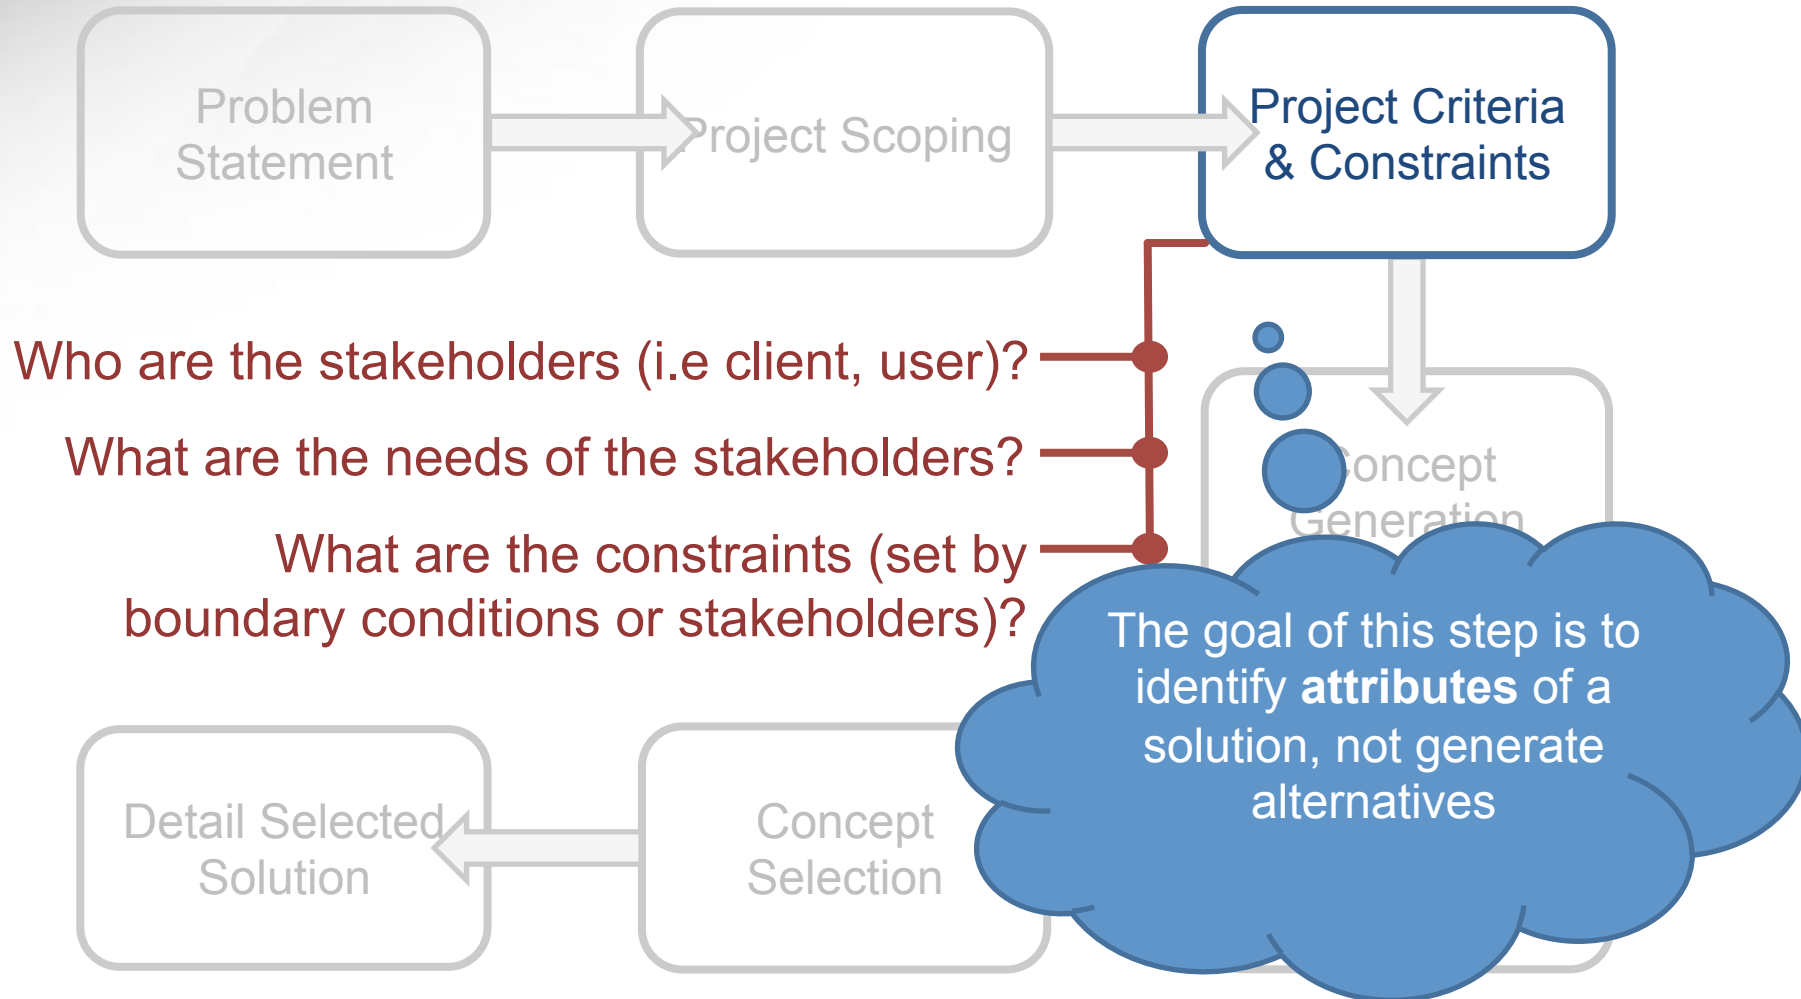 Problem
Statement
Project Scoping
Project Criteria
& Constraints
Who are the stakeholders (i.e client, user)?
What are the needs of the stakeholders?
What are the constraints (set by
boundary conditions or stakeholders)?
Concept
Generation
The goal of this step is to
identify attributes of a
solution, not generate
alternatives
Detail Selected
Solution
Concept
Selection